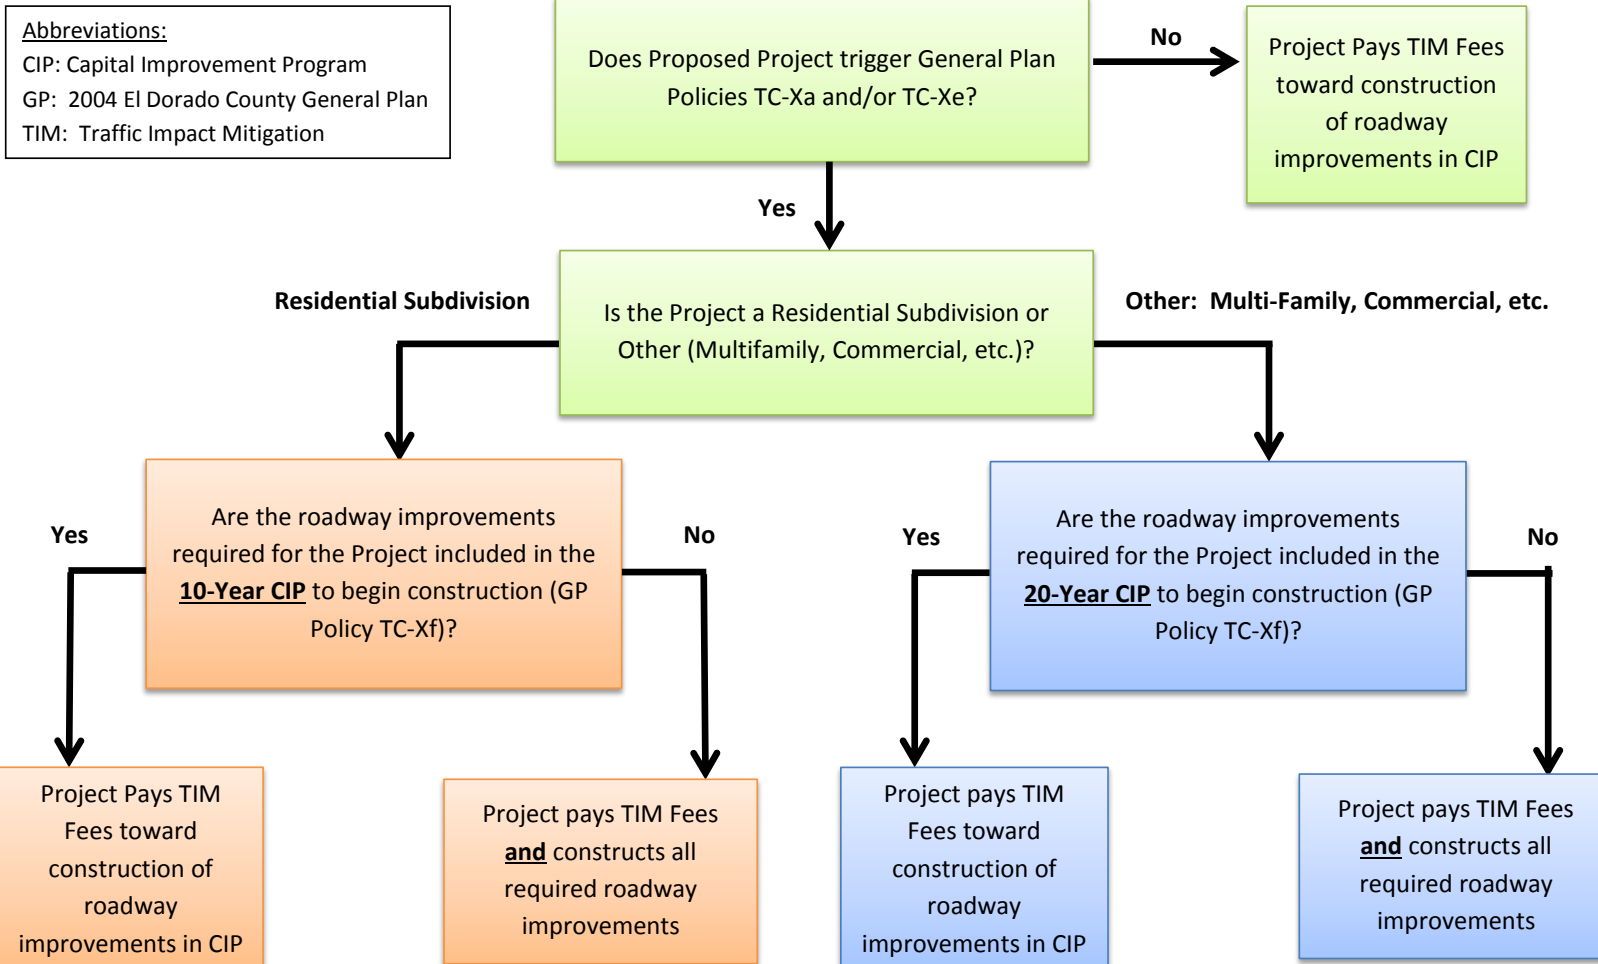 Abbreviations:
CIP: Capital Improvement Program
GP:  2004 El Dorado County General Plan
TIM:  Traffic Impact Mitigation
Does Proposed Project trigger General Plan
Policies TC-Xa and/or TC-Xe?
No
Project Pays TIM Fees
toward construction
of roadway
improvements in CIP
Yes
Residential Subdivision
Is the Project a Residential Subdivision or
Other (Multifamily, Commercial, etc.)?
Other:  Multi-Family, Commercial, etc.
Yes
Are the roadway improvements
required for the Project included in the
10-Year CIP to begin construction (GP
Policy TC-Xf)?
No
Yes
Are the roadway improvements
required for the Project included in the
20-Year CIP to begin construction (GP
Policy TC-Xf)?
No
Project Pays TIM
Fees toward
construction of
roadway
improvements in CIP
Project pays TIM Fees
and constructs all
required roadway
improvements
Project pays TIM
Fees toward
construction of
roadway
improvements in CIP
Project pays TIM Fees
and constructs all
required roadway
improvements